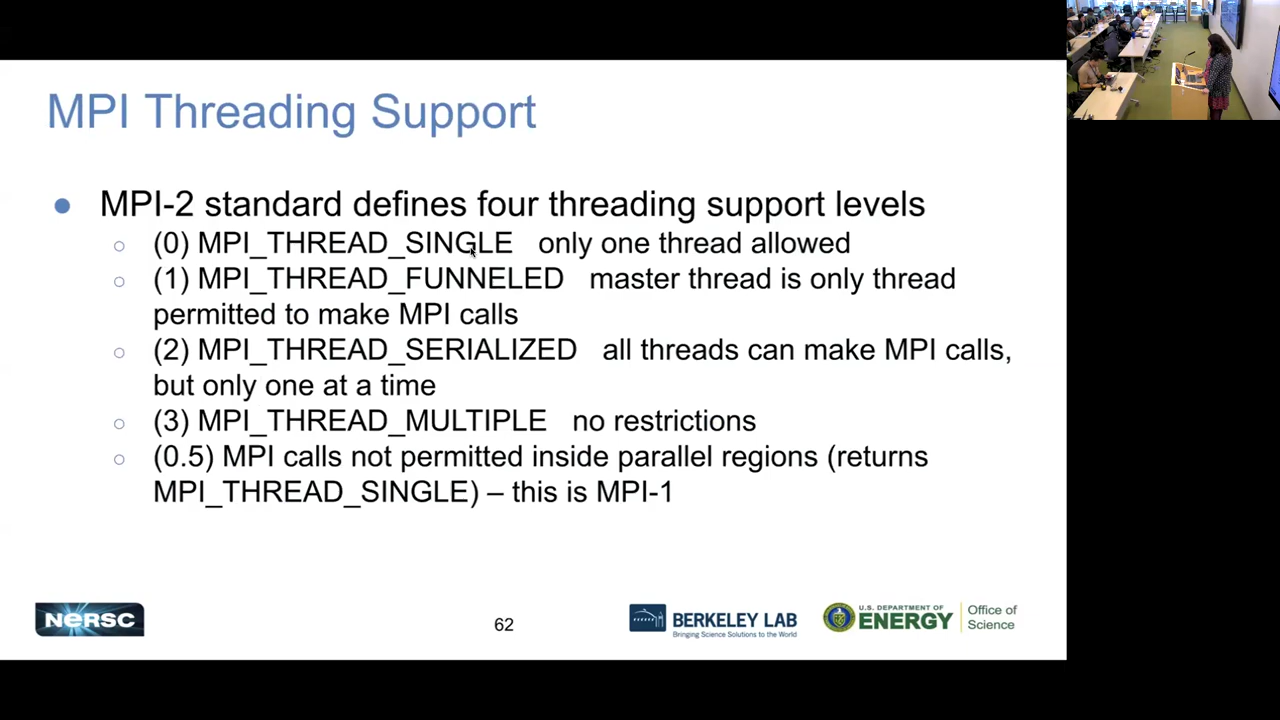 MPI Threading Support
● MPI-2 standard defines four threading support levels
○ (0) MPI_THREAD_SINGLE only one thread allowed
○ (1) MPI_THREAD_FUNNELED master thread is only thread
permitted to make MPI calls
○ (2) MPI_THREAD_SERIALIZED all threads can make MPI calls,
but only one at a time
○ (3) MPI_THREAD_MULTIPLE no restrictions
○ (0.5) MPI calls not permitted inside parallel regions (returns
MPI_THREAD_SINGLE) – this is MPI-1
NERSC
62
BERKELEY LAB
Bringing Science Solutions to the World
U.S. DEPARTMENT OF
ENERGY
Office of
Science